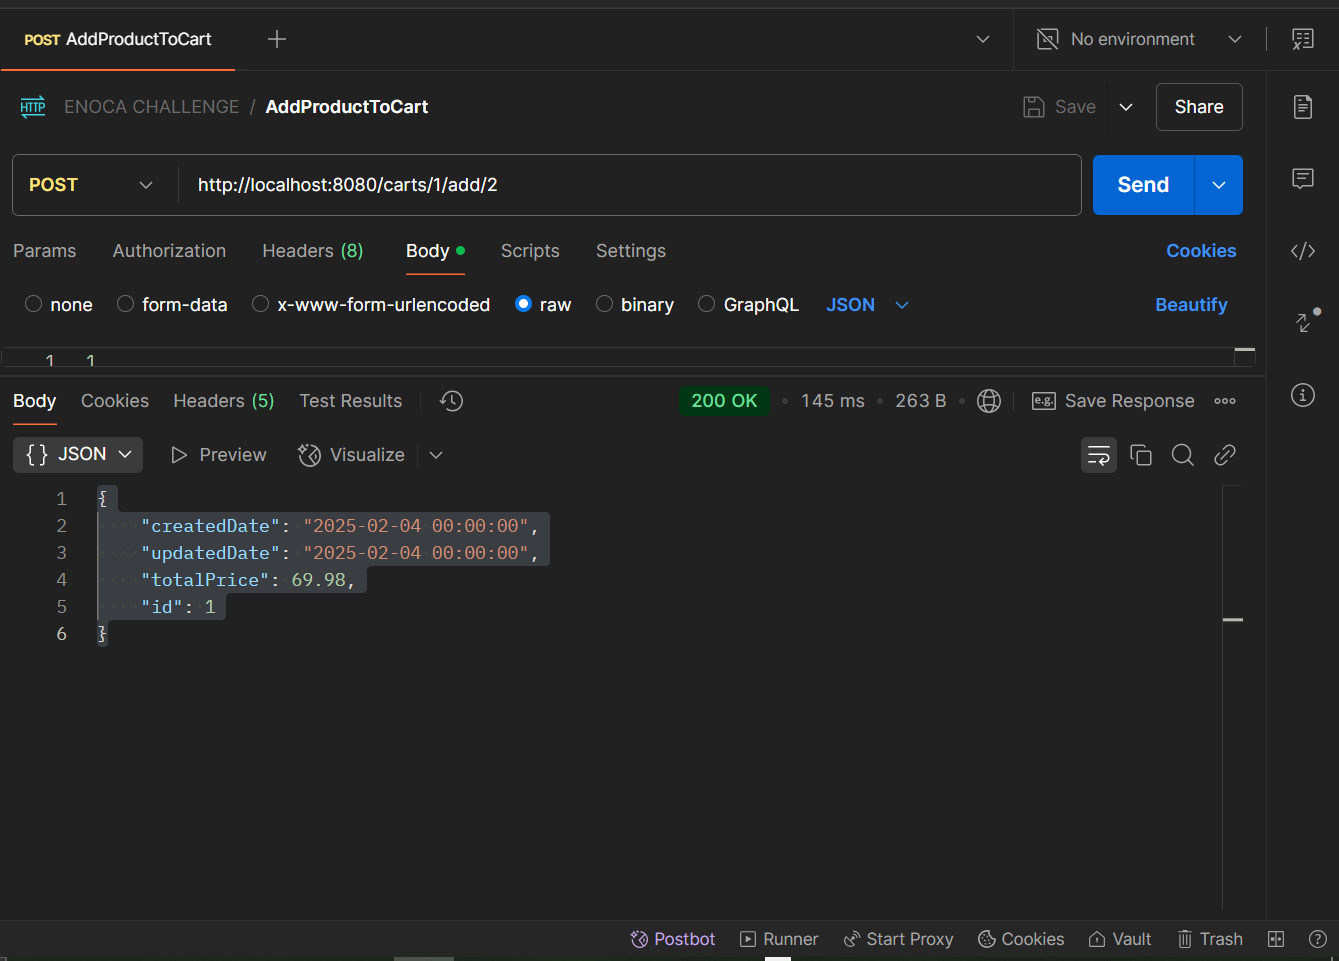 POST AddProductToCart
No environment
HTTP ENOCA CHALLENGE / AddProductToCart
Save
Share
POST
http://localhost:8080/carts/1/add/2
Send
Params Authorization Headers (8) Body Scripts Settings Cookies
none form-data x-www-form-urlencoded raw binary GraphQL JSON Beautify
1 1
Body Cookies Headers (5) Test Results 200 OK • 145 ms • 263 B • e.g. Save Response
{} JSON Preview Visualize
1 {
2 "createdDate": "2025-02-04 00:00:00",
3 "updatedDate": "2025-02-04 00:00:00",
4 "totalPrice": 69.98,
5 "id": 1
6 }
Postbot Runner Start Proxy Cookies Vault Trash